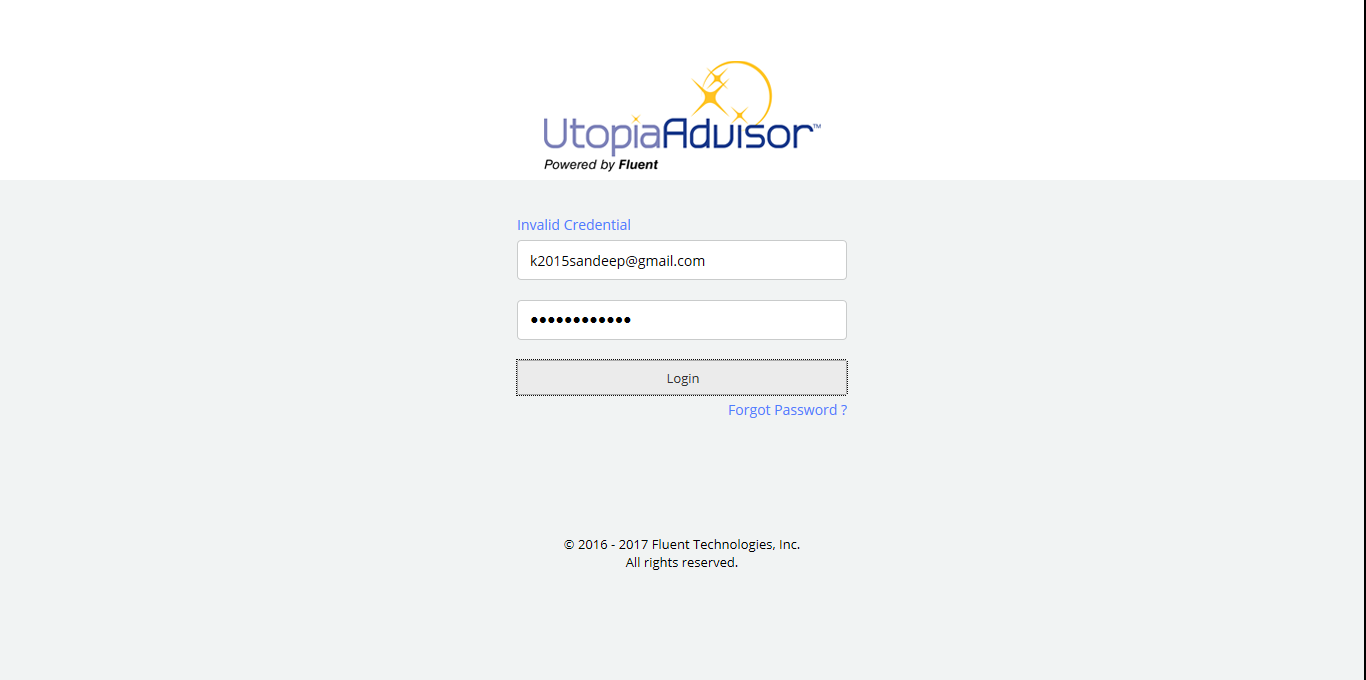 UtopiaAdvisor™
Powered by Fluent
Invalid Credential
k2015sandeep@gmail.com
••••••••••••
Login
Forgot Password ?
© 2016 - 2017 Fluent Technologies, Inc.
All rights reserved.